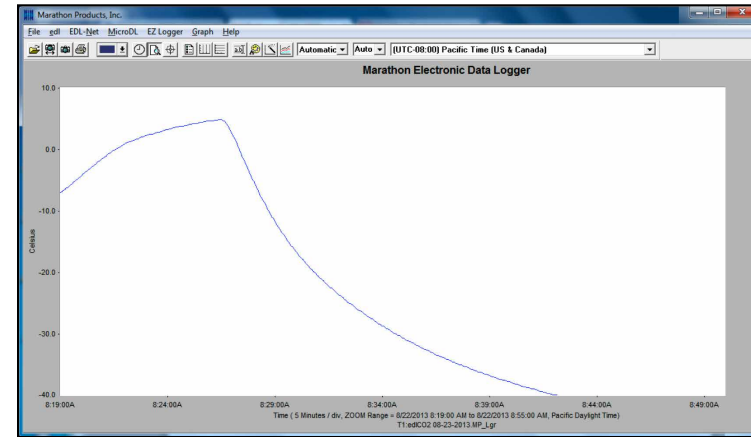 Marathon Products, Inc.
File edl EDL-Net MicroDL EZ Logger Graph Help
Automatic Auto (UTC-08:00) Pacific Time (US & Canada)
Marathon Electronic Data Logger
10.0
0.0
-10.0
-20.0
-30.0
-40.0
Celsius
8:19:00A 8:24:00A 8:29:00A 8:34:00A 8:39:00A 8:44:00A 8:49:00A
Time ( 5 Minutes / div, ZOOM Range = 8/22/2013 8:19:00 AM to 8/22/2013 8:55:00 AM, Pacific Daylight Time)
T1:edlCO2 08-23-2013.MP_Lgr